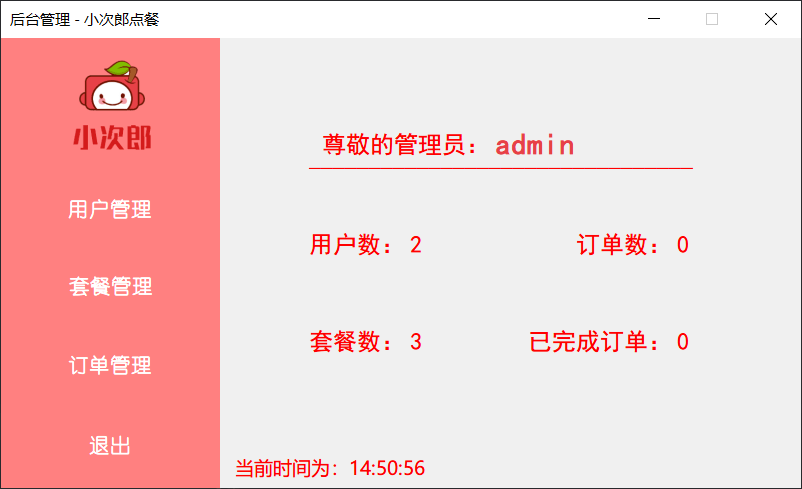 后台管理 - 小次郎点餐
小次郎
用户管理
套餐管理
订单管理
退出
尊敬的管理员：admin
用户数：2 订单数：0
套餐数：3 已完成订单：0
当前时间为：14:50:56